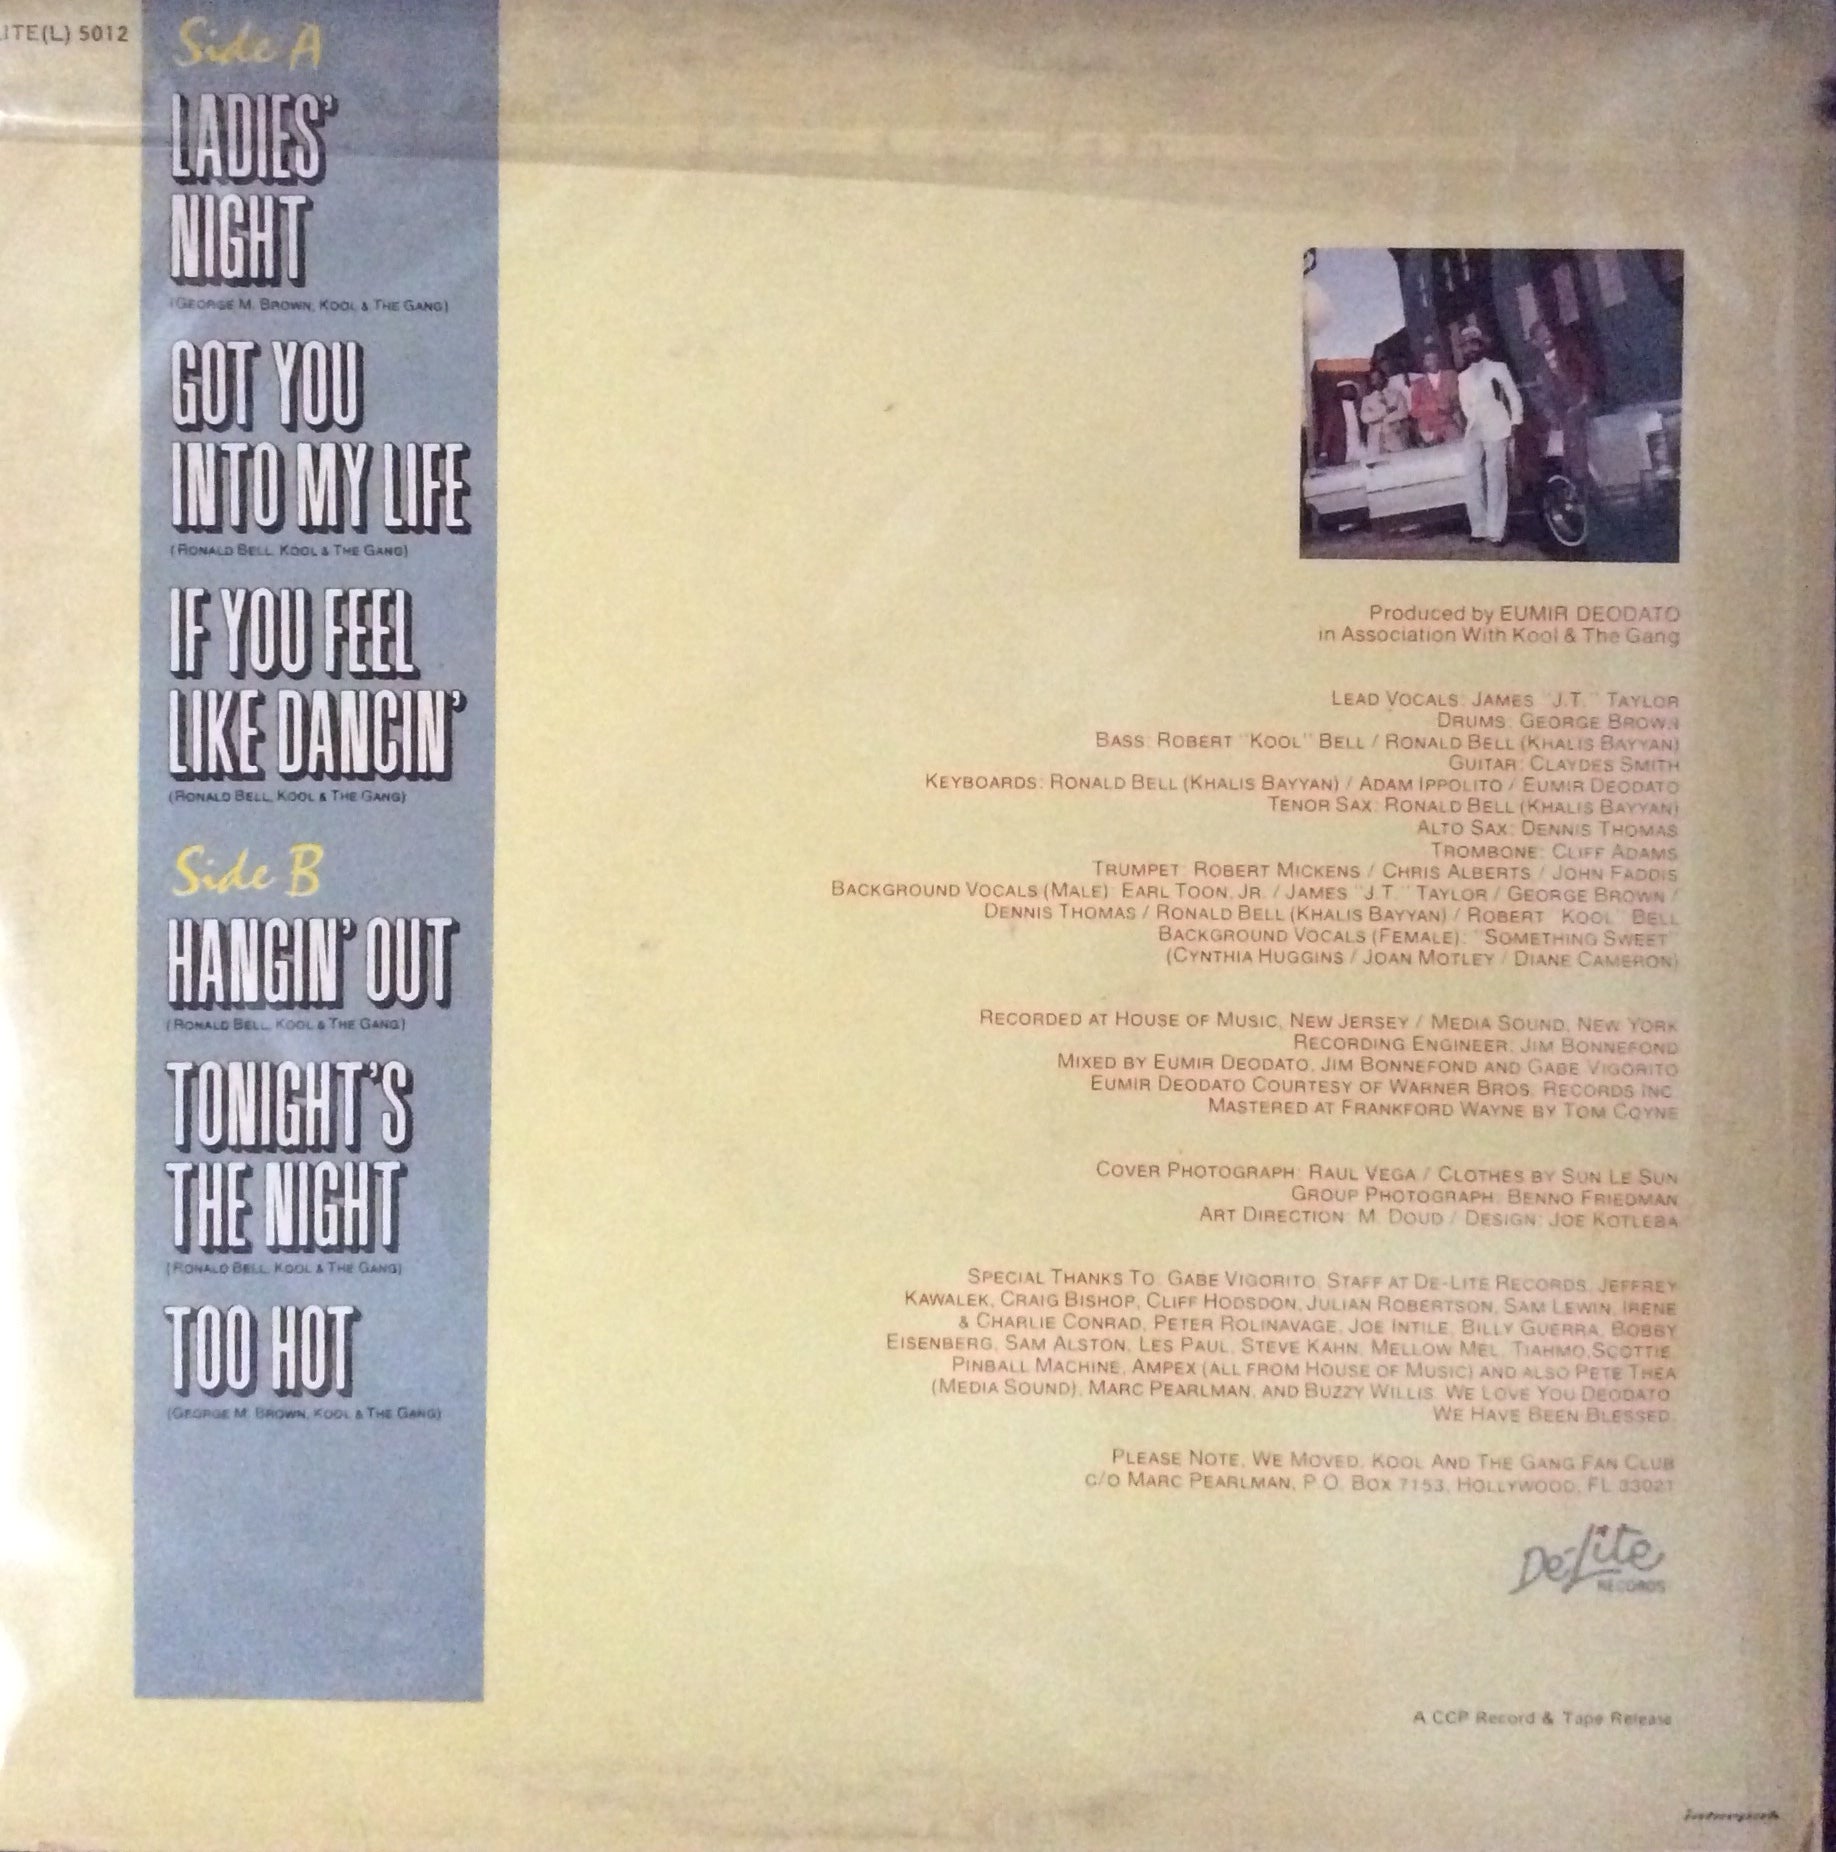 LITE(L) 5012
Side A
LADIES'
NIGHT
(GEORGE M. BROWN, KOOL & THE GANG)
GOT YOU
INTO MY LIFE
(RONALD BELL, KOOL & THE GANG)
IF YOU FEEL
LIKE DANCIN'
(RONALD BELL, KOOL & THE GANG)
Side B
HANGIN' OUT
(RONALD BELL, KOOL & THE GANG)
TONIGHT'S
THE NIGHT
(RONALD BELL, KOOL & THE GANG)
TOO HOT
(GEORGE M. BROWN, KOOL & THE GANG)
Produced by EUMIR DEODATO
in Association With Kool & The Gang
LEAD VOCALS: JAMES "J.T." TAYLOR
DRUMS: GEORGE BROWN
BASS: ROBERT "KOOL" BELL / RONALD BELL (KHALIS BAYYAN)
GUITAR: CLAYDES SMITH
KEYBOARDS: RONALD BELL (KHALIS BAYYAN) / ADAM IPPOLITO / EUMIR DEODATO
TENOR SAX: RONALD BELL (KHALIS BAYYAN)
ALTO SAX: DENNIS THOMAS
TROMBONE: CLIFF ADAMS
TRUMPET: ROBERT MICKENS / CHRIS ALBERTS / JOHN FADDIS
BACKGROUND VOCALS (MALE): EARL TOON, JR. / JAMES "J.T." TAYLOR / GEORGE BROWN /
DENNIS THOMAS / RONALD BELL (KHALIS BAYYAN) / ROBERT "KOOL" BELL
BACKGROUND VOCALS (FEMALE): "SOMETHING SWEET"
(CYNTHIA HUGGINS / JOAN MOTLEY / DIANE CAMERON)
RECORDED AT HOUSE OF MUSIC, NEW JERSEY / MEDIA SOUND, NEW YORK
RECORDING ENGINEER: JIM BONNEFOND
MIXED BY EUMIR DEODATO, JIM BONNEFOND AND GABE VIGORITO
EUMIR DEODATO COURTESY OF WARNER BROS. RECORDS INC.
MASTERED AT FRANKFORD WAYNE BY TOM COYNE
COVER PHOTOGRAPH: RAUL VEGA / CLOTHES BY SUN LE SUN
GROUP PHOTOGRAPH: BENNO FRIEDMAN
ART DIRECTION: M. DOUD / DESIGN: JOE KOTLEBA
SPECIAL THANKS TO: GABE VIGORITO, STAFF AT DE-LITE RECORDS, JEFFREY
KAWALEK, CRAIG BISHOP, CLIFF HODSDON, JULIAN ROBERTSON, SAM LEWIN, IRENE
& CHARLIE CONRAD, PETER ROLINAVAGE, JOE INTILE, BILLY GUERRA, BOBBY
EISENBERG, SAM ALSTON, LES PAUL, STEVE KAHN, MELLOW MEL, TIAHMO, SCOTTIE,
PINBALL MACHINE, AMPEX (ALL FROM HOUSE OF MUSIC) AND ALSO PETE THEA
(MEDIA SOUND), MARC PEARLMAN, AND BUZZY WILLIS. WE LOVE YOU DEODATO.
WE HAVE BEEN BLESSED.
PLEASE NOTE, WE MOVED, KOOL AND THE GANG FAN CLUB
C/O MARC PEARLMAN, P.O. BOX 7153, HOLLYWOOD, FL 33021
De-Lite
RECORDS
A CCP Record & Tape Release